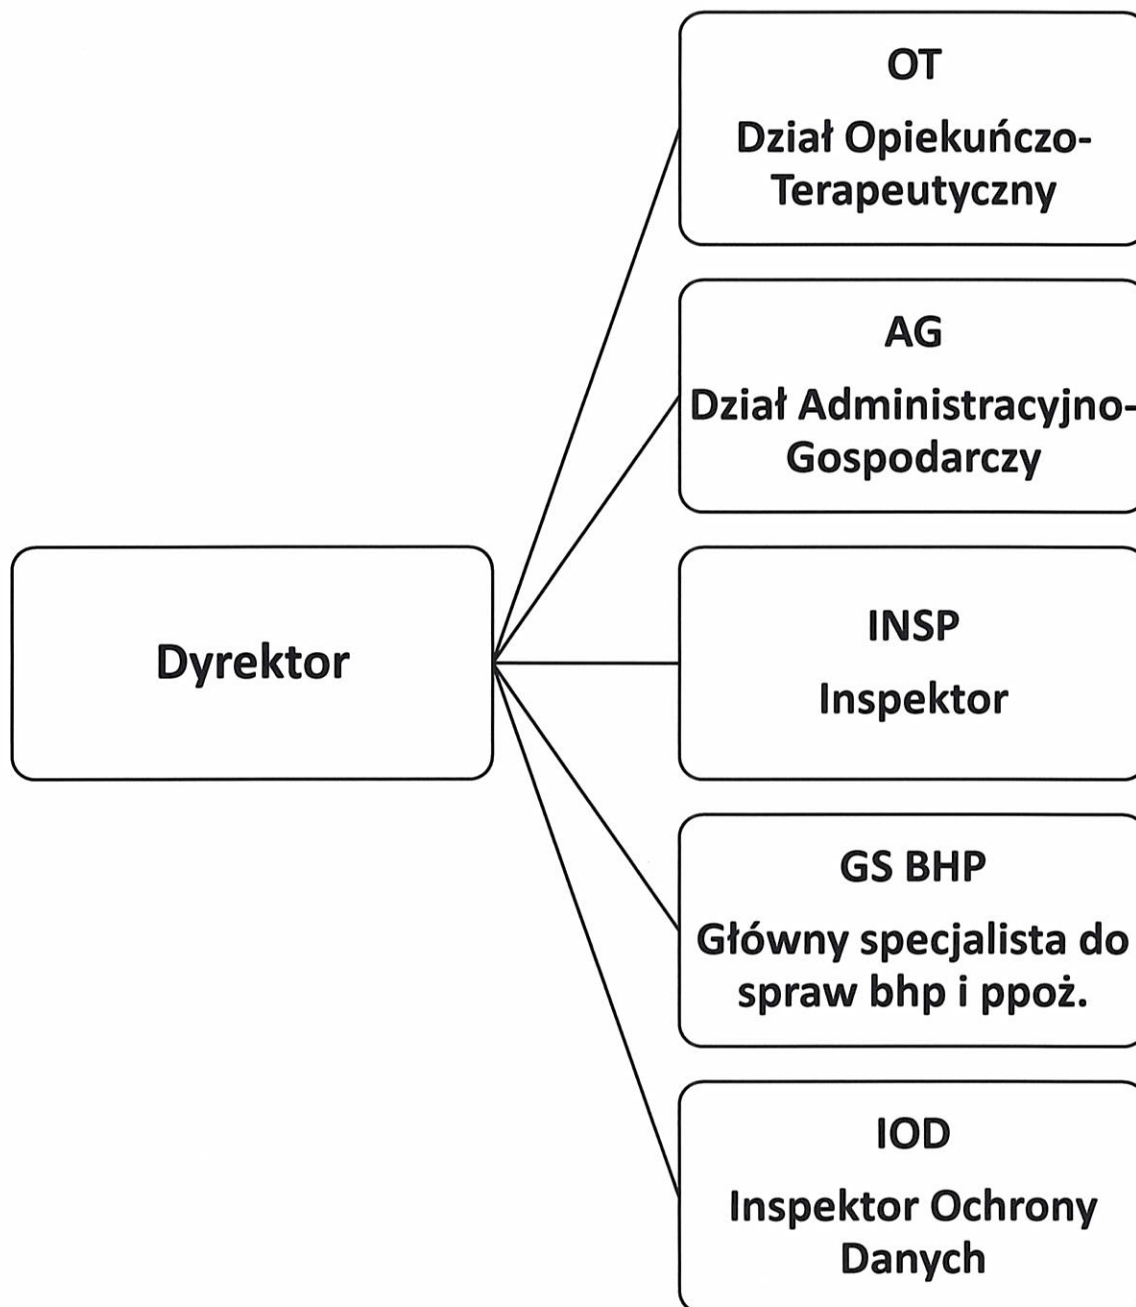 OT
Dział Opiekuńczo-
Terapeutyczny
AG
Dział Administracyjno-
Gospodarczy
Dyrektor
INSP
Inspektor
GS BHP
Główny specjalista do
spraw bhp i ppoż.
IOD
Inspektor Ochrony
Danych